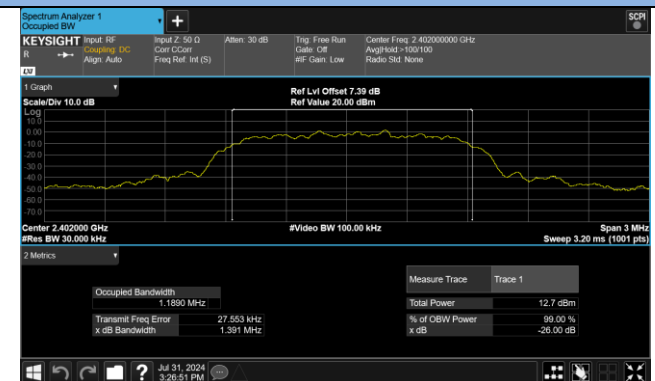 Spectrum Analyzer 1
Occupied BW
SCPI
KEYSIGHT Input: RF Input Z: 50 Ω Atten: 30 dB Trig: Free Run Center Freq: 2.402000000 GHz
R Coupling: DC Corr CCorr Gate: Off Avg|Hold:>100/100
Align: Auto Freq Ref: Int (S) #IF Gain: Low Radio Std: None
LXI
1 Graph
Ref Lvl Offset 7.39 dB
Scale/Div 10.0 dB Ref Value 20.00 dBm
Log
10.0
0.00
-10.0
-20.0
-30.0
-40.0
-50.0
-60.0
-70.0
Center 2.402000 GHz #Video BW 100.00 kHz Span 3 MHz
#Res BW 30.000 kHz Sweep 3.20 ms (1001 pts)
2 Metrics
Measure Trace Trace 1
Occupied Bandwidth
1.1890 MHz Total Power 12.7 dBm
Transmit Freq Error 27.553 kHz % of OBW Power 99.00 %
x dB Bandwidth 1.391 MHz x dB -26.00 dB
? Jul 31, 2024
3:26:51 PM